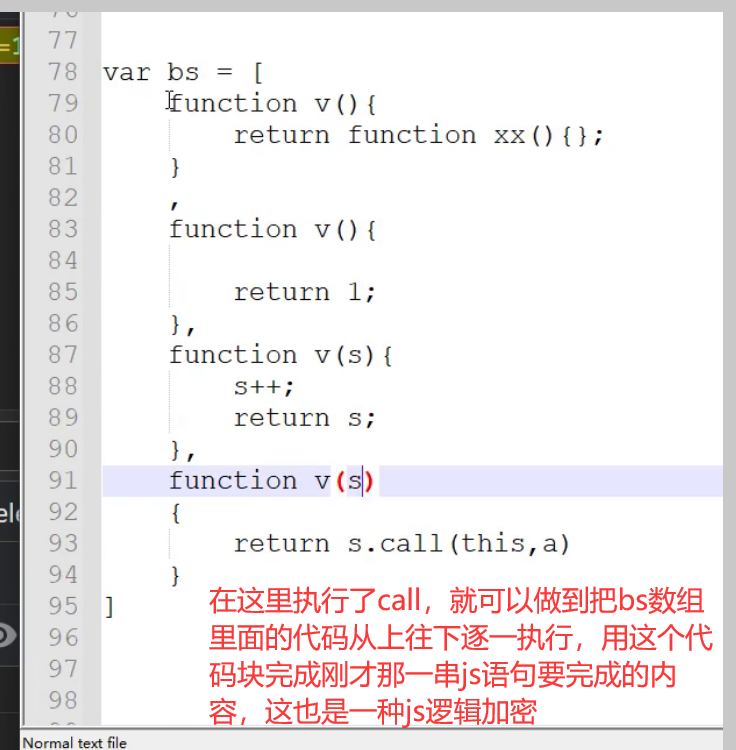 76
77
78 var bs = [
79 function v(){
80 return function xx(){};
81 }
82 ,
83 function v(){
84
85 return 1;
86 },
87 function v(s){
88 s++;
89 return s;
90 },
91 function v(s)
92 {
93 return s.call(this,a)
94 }
95 ]
96
97
98
在这里执行了call，就可以做到把bs数组
里面的代码从上往下逐一执行，用这个代
码块完成刚才那一串js语句要完成的内
容，这也是一种js逻辑加密
=1
ele
Normal text file